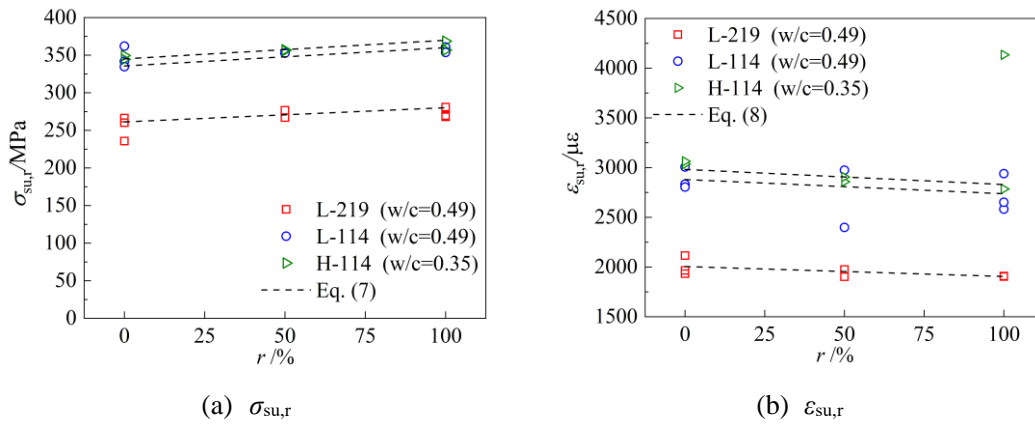 400
350
300
250
200
150
100
50
0
σsu,r/MPa
L-219 (w/c=0.49)
L-114 (w/c=0.49)
H-114 (w/c=0.35)
Eq. (7)
0 25 50 75 100
r /%
(a) σsu,r
4500
4000
3500
3000
2500
2000
1500
εsu,r/με
L-219 (w/c=0.49)
L-114 (w/c=0.49)
H-114 (w/c=0.35)
Eq. (8)
0 25 50 75 100
r /%
(b) εsu,r